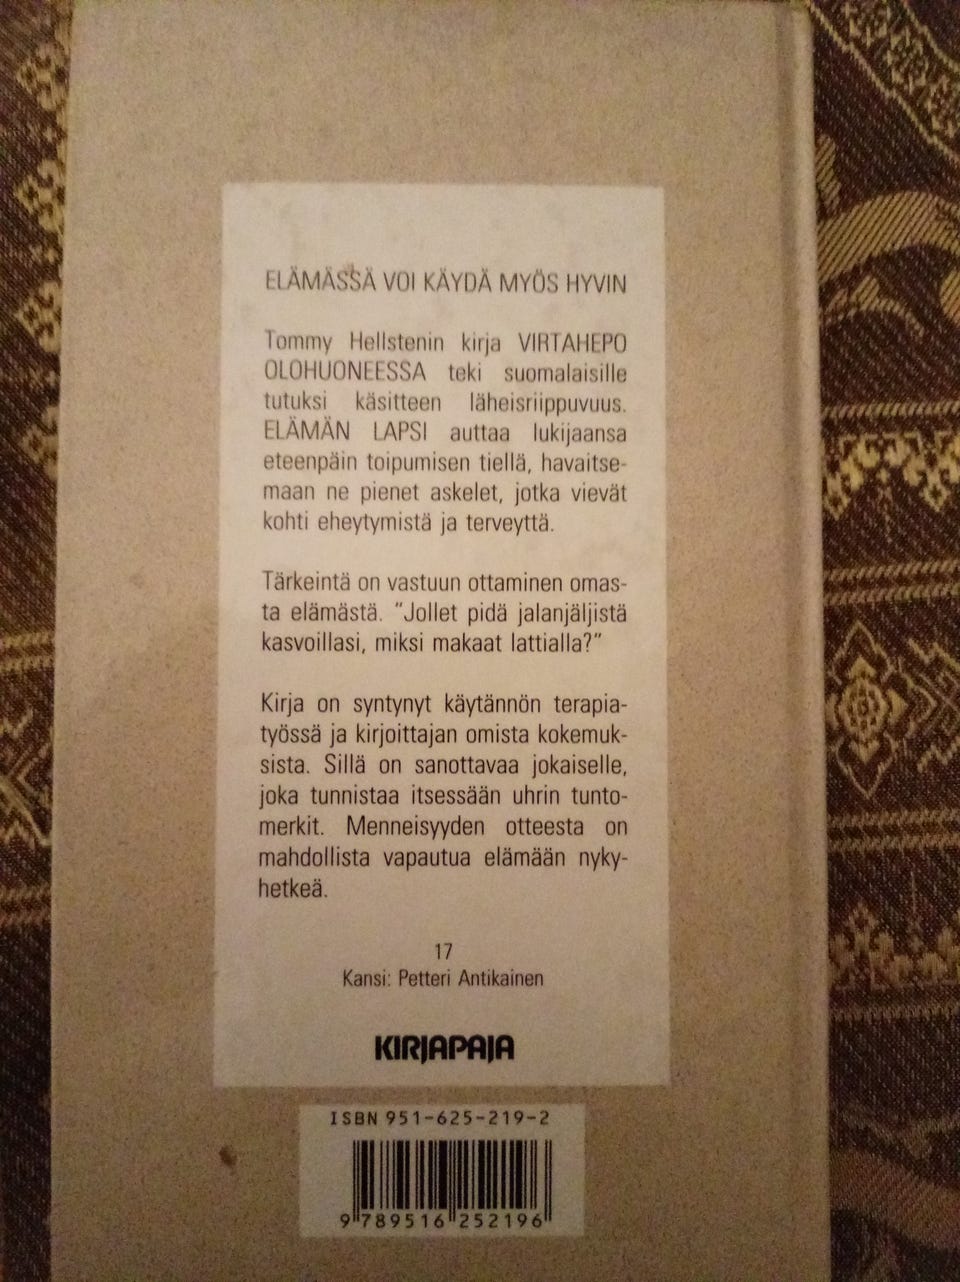 ELÄMÄSSÄ VOI KÄYDÄ MYÖS HYVIN
Tommy Hellstenin kirja VIRTAHEPO
OLOHUONEESSA teki suomalaisille
tutuksi käsitteen läheisriippuvuus.
ELÄMÄN LAPSI auttaa lukijaansa
eteenpäin toipumisen tiellä, havaitse-
maan ne pienet askelet, jotka vievät
kohti eheytymistä ja terveyttä.
Tärkeintä on vastuun ottaminen omas-
ta elämästä. "Jollet pidä jalanjäljistä
kasvoillasi, miksi makaat lattialla?"
Kirja on syntynyt käytännön terapia-
työssä ja kirjoittajan omista kokemuk-
sista. Sillä on sanottavaa jokaiselle,
joka tunnistaa itsessään uhrin tunto-
merkit. Menneisyyden otteesta on
mahdollista vapautua elämään nyky-
hetkeä.
17
Kansi: Petteri Antikainen
KIRJAPAJA
ISBN 951-625-219-2
9 789516 252196